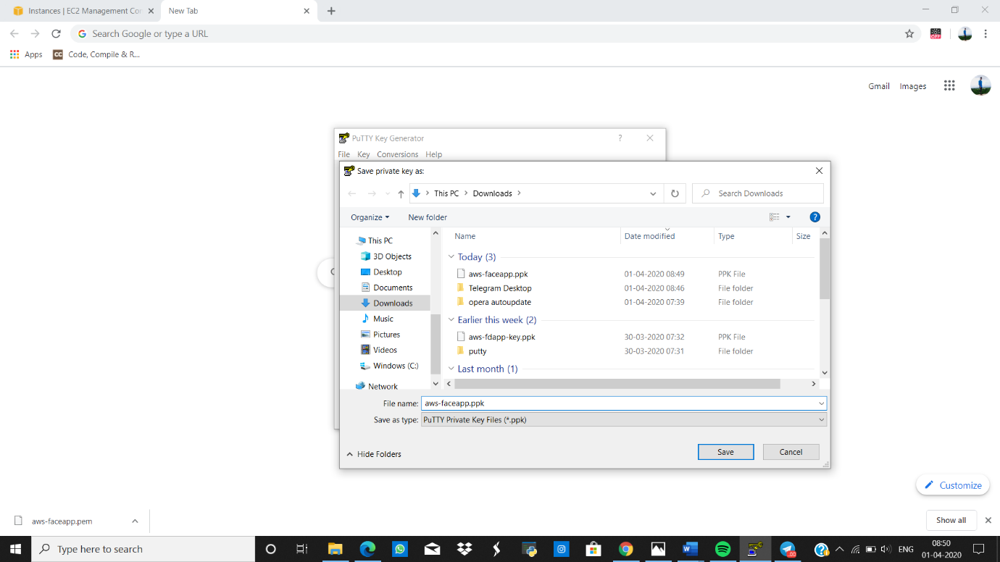 Instances | EC2 Management Con
New Tab
Search Google or type a URL
OFF
Apps
CC Code, Compile & R...
Gmail Images
PuTTY Key Generator ?
File Key Conversions Help
Save private key as:
This PC > Downloads >
Search Downloads
Organize New folder ?
This PC
3D Objects
Desktop
Documents
Downloads
Music
Pictures
Videos
Windows (C:)
Network
Name Date modified Type Size
Today (3)
aws-faceapp.ppk 01-04-2020 08:49 PPK File
Telegram Desktop 01-04-2020 08:46 File folder
opera autoupdate 01-04-2020 07:39 File folder
Earlier this week (2)
aws-fdapp-key.ppk 30-03-2020 07:32 PPK File
putty 30-03-2020 07:31 File folder
Last month (1)
File name: aws-faceapp.ppk
Save as type: PuTTY Private Key Files (*.ppk)
Hide Folders
Save Cancel
Customize
aws-faceapp.pem
Show all
Type here to search
ENG
08:50
01-04-2020